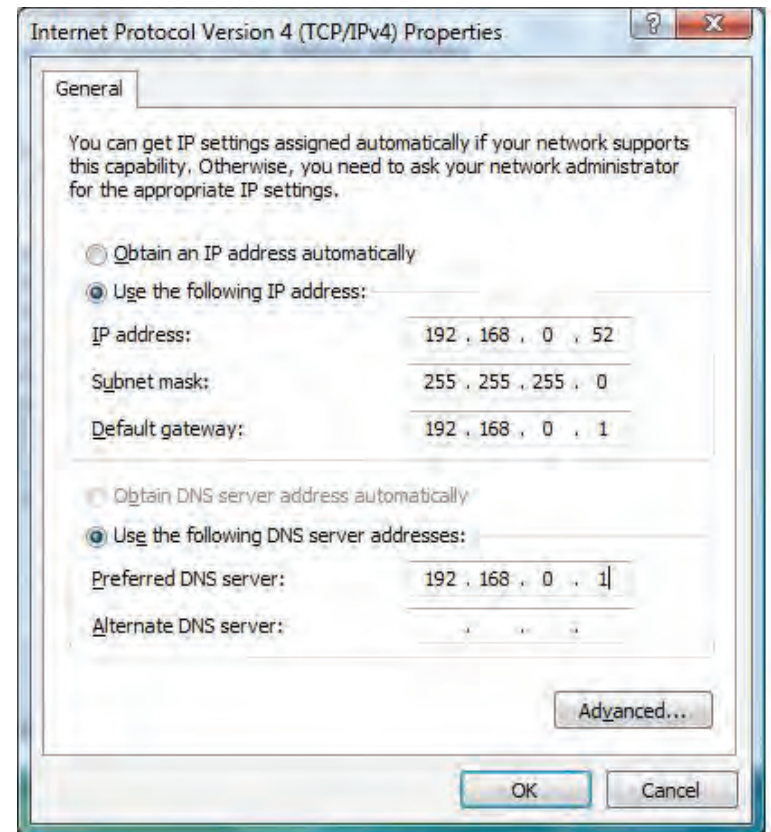 Internet Protocol Version 4 (TCP/IPv4) Properties
?
X
General
You can get IP settings assigned automatically if your network supports
this capability. Otherwise, you need to ask your network administrator
for the appropriate IP settings.
Obtain an IP address automatically
Use the following IP address:
IP address: 192 . 168 . 0 . 52
Subnet mask: 255 . 255 . 255 . 0
Default gateway: 192 . 168 . 0 . 1
Obtain DNS server address automatically
Use the following DNS server addresses:
Preferred DNS server: 192 . 168 . 0 . 1
Alternate DNS server: . . .
Advanced...
OK Cancel